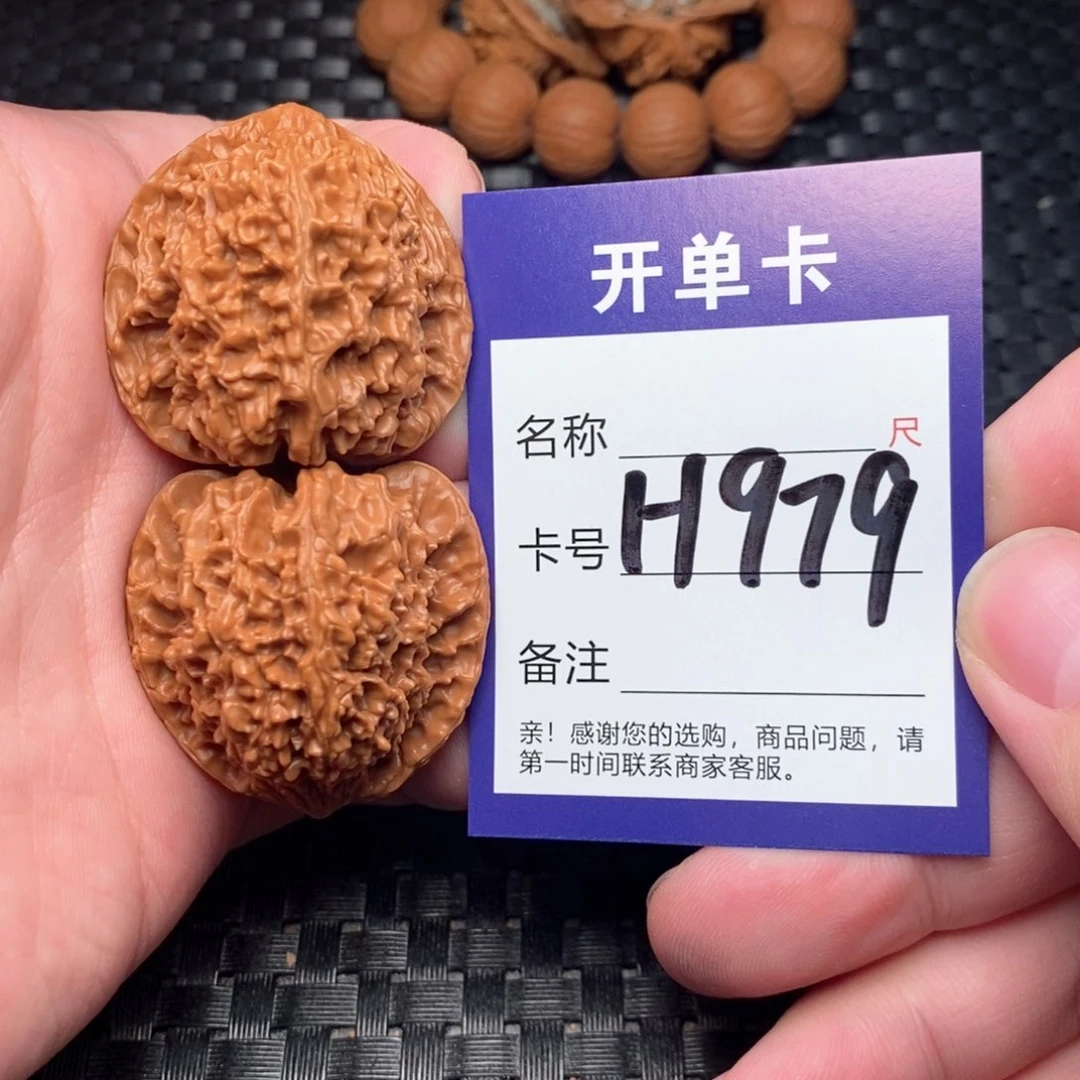 开单卡
名称 尺
卡号 H979
备注
亲！感谢您的选购，商品问题，请
第一时间联系商家客服。